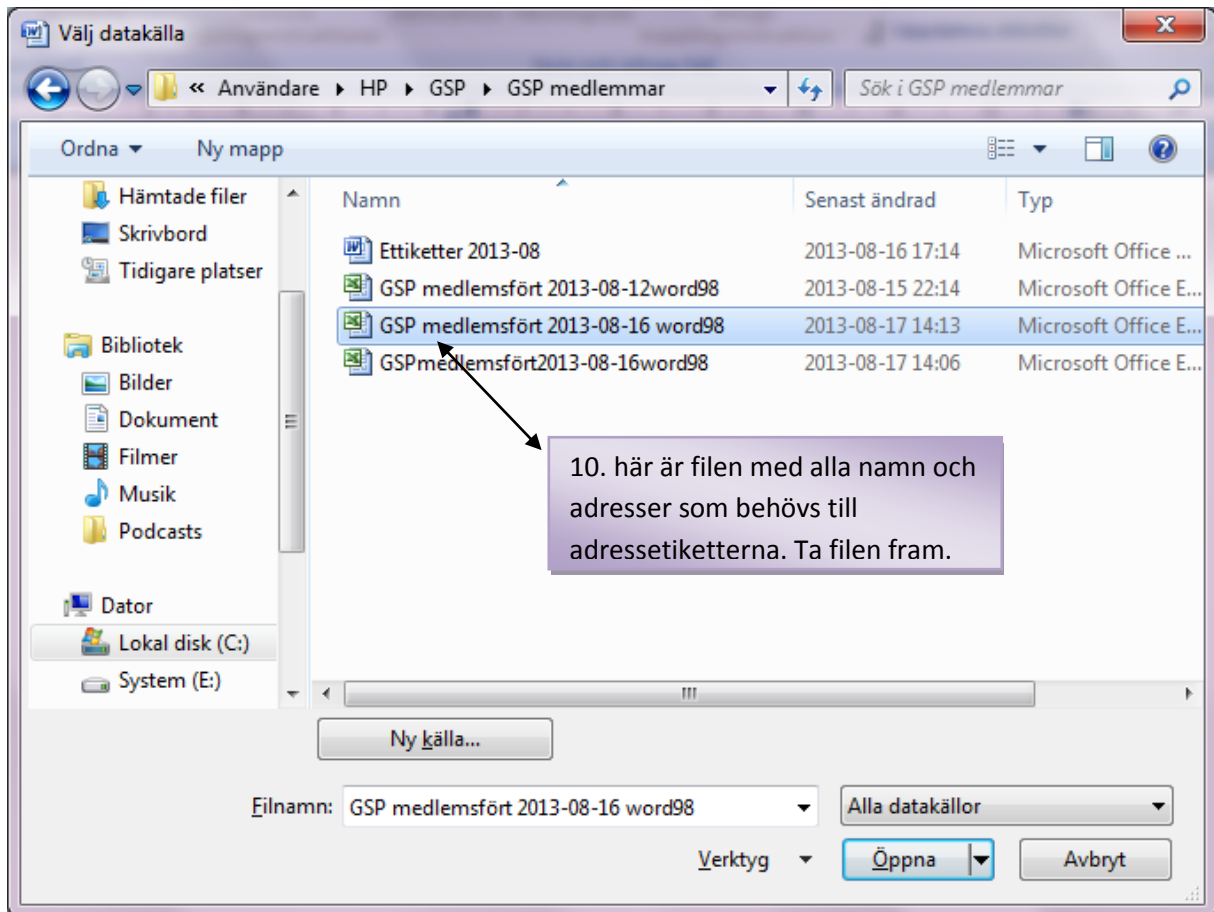 Välj datakälla
« Användare ▸ HP ▸ GSP ▸ GSP medlemmar
Sök i GSP medlemmar
Ordna
Ny mapp
Hämtade filer
Skrivbord
Tidigare platser
Bibliotek
Bilder
Dokument
Filmer
Musik
Podcasts
Dator
Lokal disk (C:)
System (E:)
Namn Senast ändrad Typ
Ettiketter 2013-08 2013-08-16 17:14 Microsoft Office ...
GSP medlemsfört 2013-08-12word98 2013-08-15 22:14 Microsoft Office E...
GSP medlemsfört 2013-08-16 word98 2013-08-17 14:13 Microsoft Office E...
GSPmedlemsfört2013-08-16word98 2013-08-17 14:06 Microsoft Office E...
10. här är filen med alla namn och
adresser som behövs till
adressetiketterna. Ta filen fram.
Ny källa...
Filnamn: GSP medlemsfört 2013-08-16 word98
Alla datakällor
Verktyg
Öppna
Avbryt